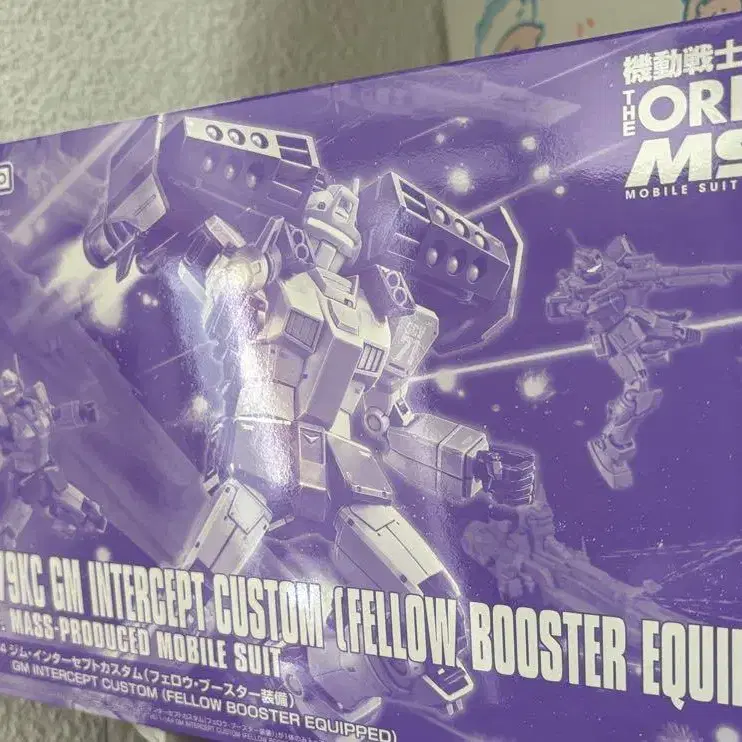 機動戦士
THE ORI
MS
MOBILE SUIT
79KC GM INTERCEPT CUSTOM (FELLOW BOOSTER EQUI
MASS-PRODUCED MOBILE SUIT
4 ジム・インターセプトカスタム(フェロウ・ブースター装備)
GM INTERCEPT CUSTOM (FELLOW BOOSTER EQUIPPED)